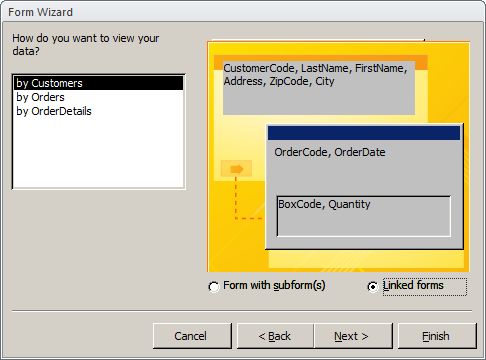 Form Wizard
How do you want to view your
data?
by Customers
by Orders
by OrderDetails
CustomerCode, LastName, FirstName,
Address, ZipCode, City
OrderCode, OrderDate
BoxCode, Quantity
Form with subform(s)
Linked forms
Cancel
< Back
Next >
Finish